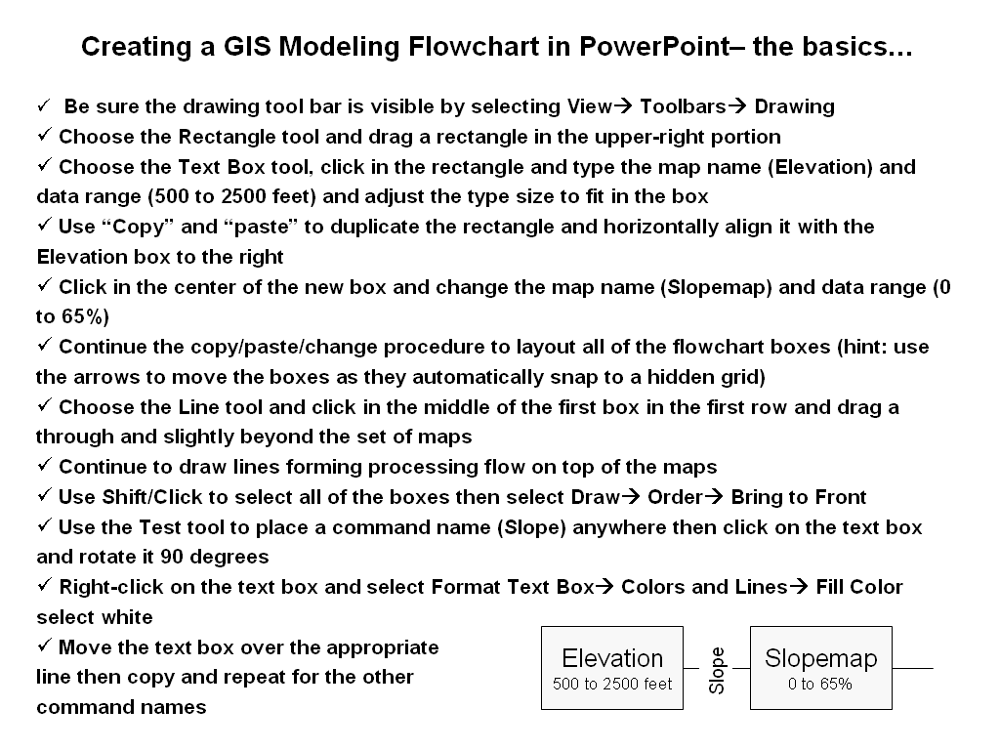 Creating a GIS Modeling Flowchart in PowerPoint– the basics…
✓ Be sure the drawing tool bar is visible by selecting View→ Toolbars→ Drawing
✓ Choose the Rectangle tool and drag a rectangle in the upper-right portion
✓ Choose the Text Box tool, click in the rectangle and type the map name (Elevation) and
data range (500 to 2500 feet) and adjust the type size to fit in the box
✓ Use “Copy” and “paste” to duplicate the rectangle and horizontally align it with the
Elevation box to the right
✓ Click in the center of the new box and change the map name (Slopemap) and data range (0
to 65%)
✓ Continue the copy/paste/change procedure to layout all of the flowchart boxes (hint: use
the arrows to move the boxes as they automatically snap to a hidden grid)
✓ Choose the Line tool and click in the middle of the first box in the first row and drag a
through and slightly beyond the set of maps
✓ Continue to draw lines forming processing flow on top of the maps
✓ Use Shift/Click to select all of the boxes then select Draw→ Order→ Bring to Front
✓ Use the Test tool to place a command name (Slope) anywhere then click on the text box
and rotate it 90 degrees
✓ Right-click on the text box and select Format Text Box→ Colors and Lines→ Fill Color
select white
✓ Move the text box over the appropriate
line then copy and repeat for the other
command names
Elevation
500 to 2500 feet
Slope
Slopemap
0 to 65%